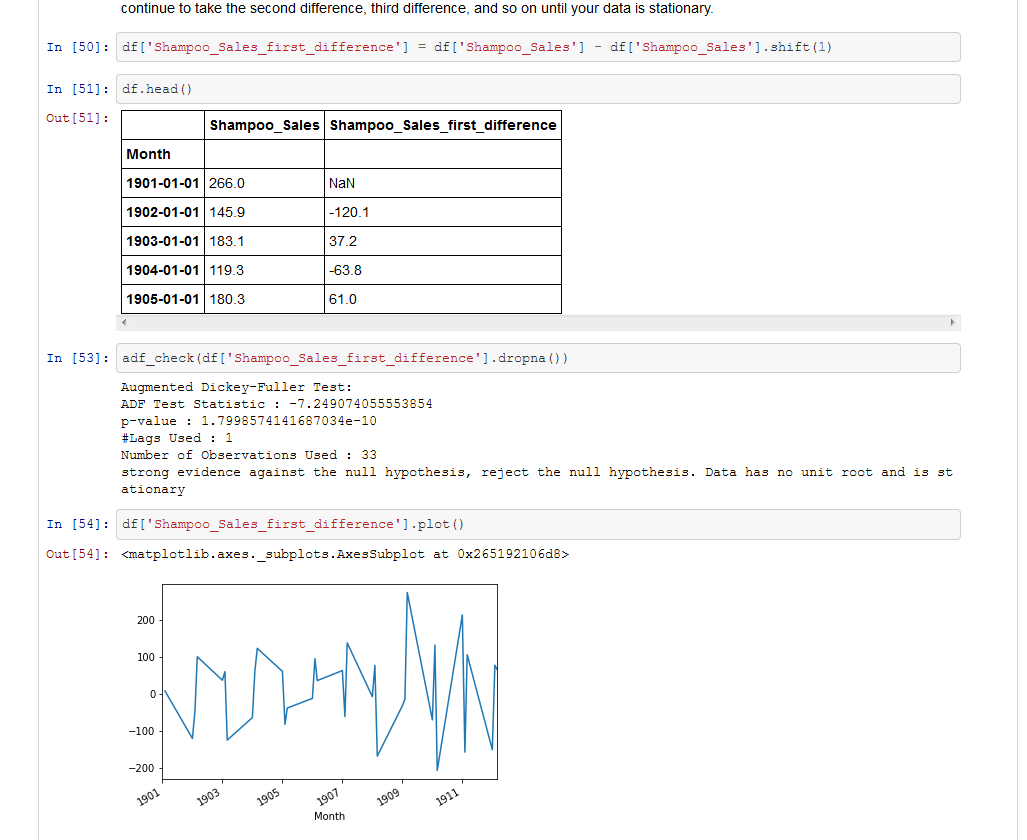 continue to take the second difference, third difference, and so on until your data is stationary.
In [50]: df['Shampoo_Sales_first_difference'] = df['Shampoo_Sales'] - df['Shampoo_Sales'].shift(1)
In [51]: df.head()
Out[51]:
Shampoo_Sales Shampoo_Sales_first_difference
Month
1901-01-01 266.0 NaN
1902-01-01 145.9 -120.1
1903-01-01 183.1 37.2
1904-01-01 119.3 -63.8
1905-01-01 180.3 61.0
In [53]: adf_check(df['Shampoo_Sales_first_difference'].dropna())
Augmented Dickey-Fuller Test:
ADF Test Statistic : -7.249074055553854
p-value : 1.7998574141687034e-10
#Lags Used : 1
Number of Observations Used : 33
strong evidence against the null hypothesis, reject the null hypothesis. Data has no unit root and is st
ationary
In [54]: df['Shampoo_Sales_first_difference'].plot()
Out[54]: <matplotlib.axes._subplots.AxesSubplot at 0x265192106d8>
200
100
0
−100
−200
1901 1903 1905 1907 1909 1911
Month